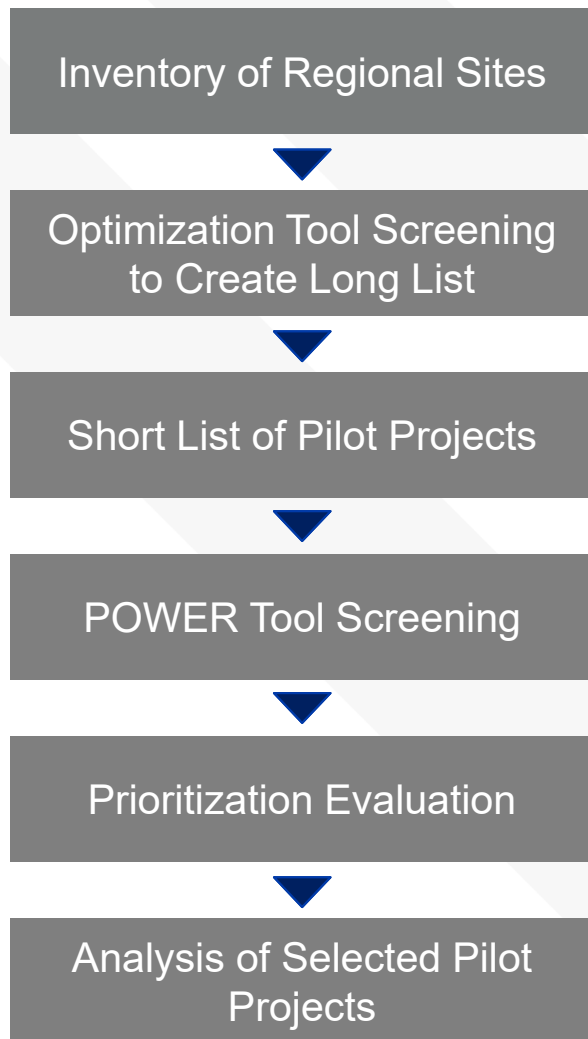 Inventory of Regional Sites
Optimization Tool Screening
to Create Long List
Short List of Pilot Projects
POWER Tool Screening
Prioritization Evaluation
Analysis of Selected Pilot
Projects